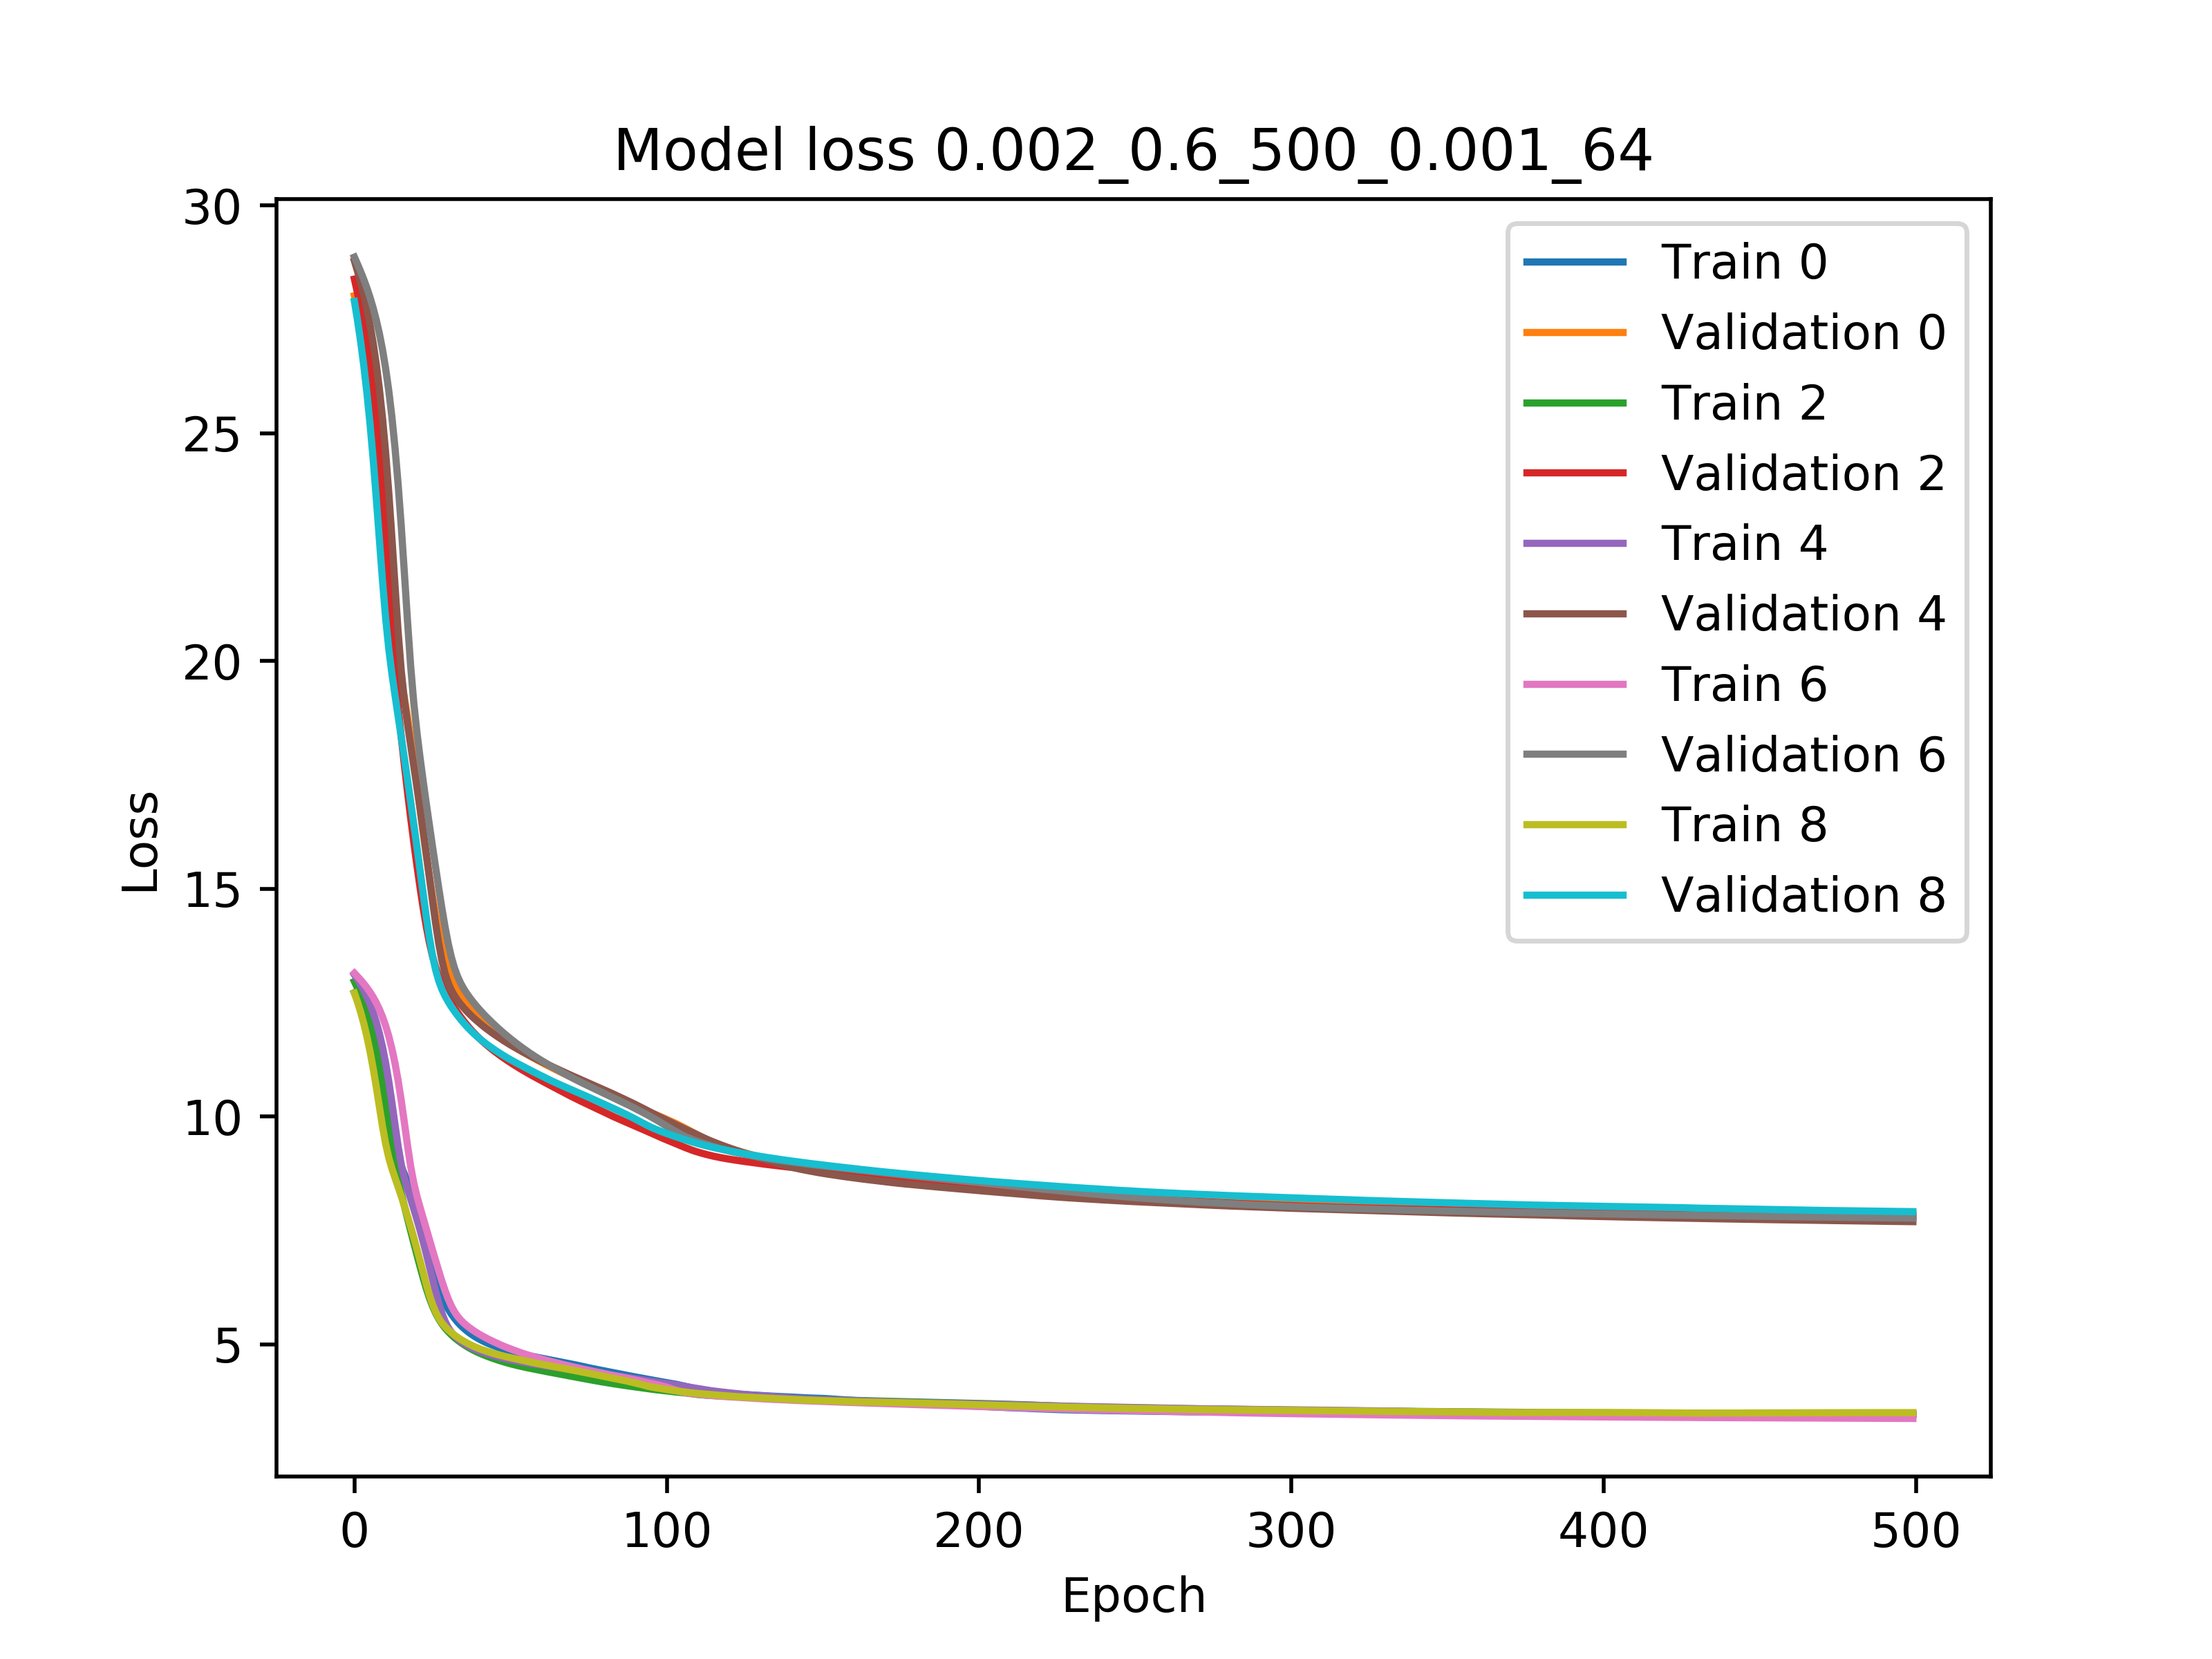 Model loss 0.002_0.6_500_0.001_64
30
25
20
15
10
5
Loss
Train 0
Validation 0
Train 2
Validation 2
Train 4
Validation 4
Train 6
Validation 6
Train 8
Validation 8
0 100 200 300 400 500
Epoch